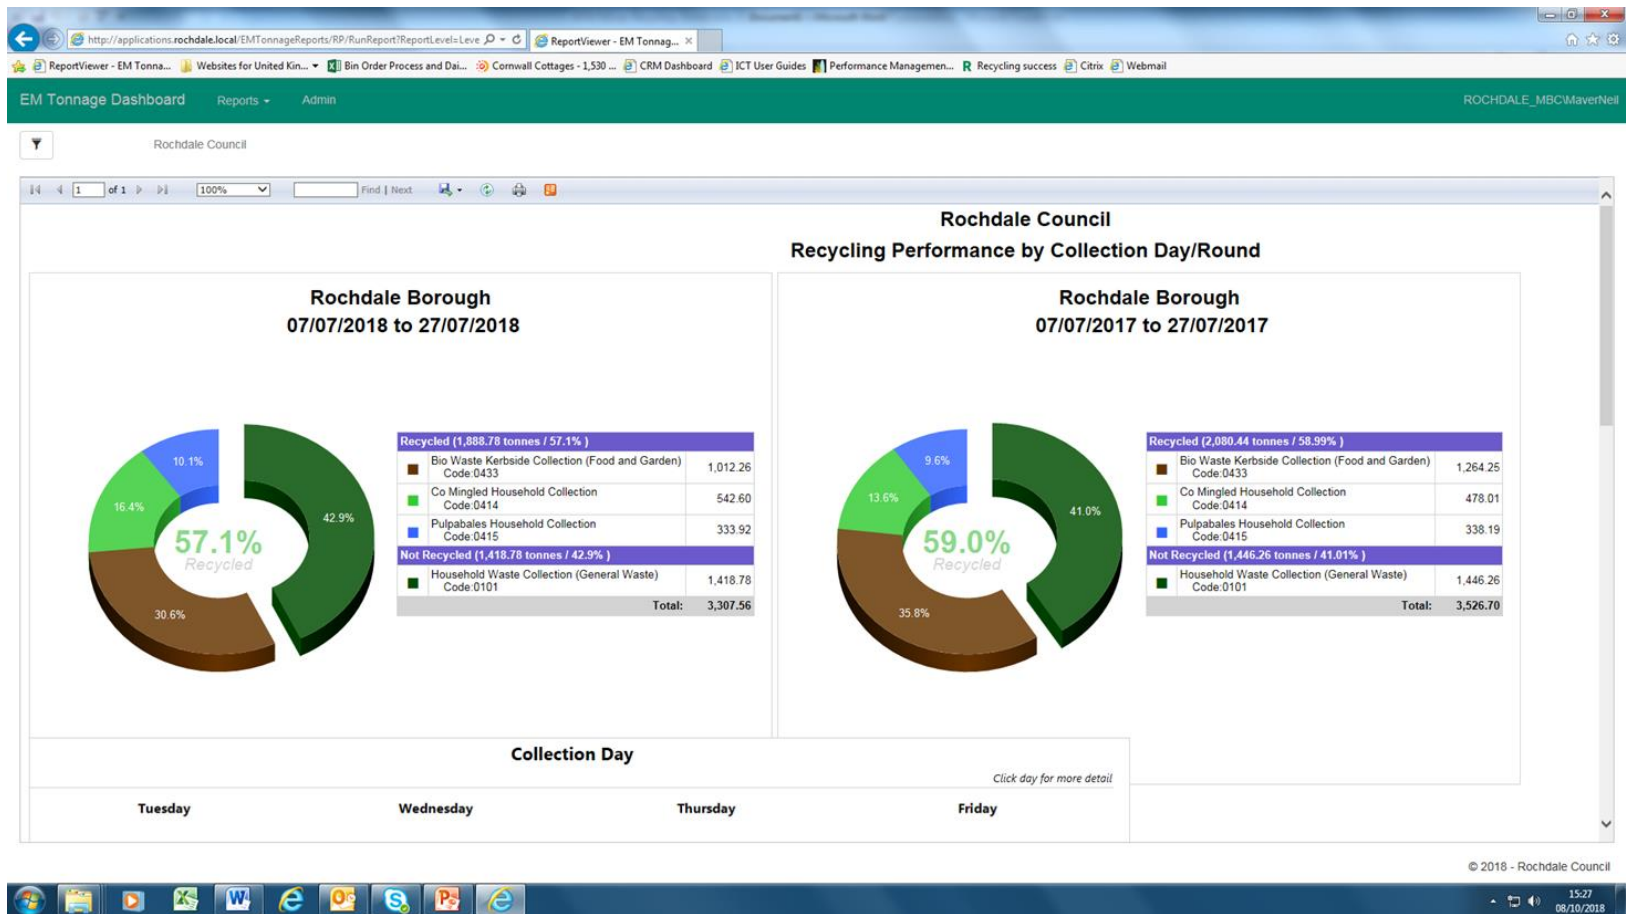 http://applications.rochdale.local/EMTonnageReports/RP/RunReport?ReportLevel=Leve
ReportViewer - EM Tonnag...
ReportViewer - EM Tonna... Websites for United Kin... Bin Order Process and Dai... Cornwall Cottages - 1,530 ... CRM Dashboard ICT User Guides Performance Managemen... Recycling success Citrix Webmail
EM Tonnage Dashboard Reports Admin ROCHDALE_MBC\MaverNeil
Rochdale Council
1 of 1 100% Find | Next
Rochdale Council
Recycling Performance by Collection Day/Round
Rochdale Borough
07/07/2018 to 27/07/2018
10.1%
16.4%
42.9%
57.1%
Recycled
30.6%
Recycled (1,888.78 tonnes / 57.1% )
Bio Waste Kerbside Collection (Food and Garden)
Code:0433 1,012.26
Co Mingled Household Collection
Code:0414 542.60
Pulpabales Household Collection
Code:0415 333.92
Not Recycled (1,418.78 tonnes / 42.9% )
Household Waste Collection (General Waste)
Code:0101 1,418.78
Total: 3,307.56
Rochdale Borough
07/07/2017 to 27/07/2017
9.6%
13.6%
41.0%
59.0%
Recycled
35.8%
Recycled (2,080.44 tonnes / 58.99% )
Bio Waste Kerbside Collection (Food and Garden)
Code:0433 1,264.25
Co Mingled Household Collection
Code:0414 478.01
Pulpabales Household Collection
Code:0415 338.19
Not Recycled (1,446.26 tonnes / 41.01% )
Household Waste Collection (General Waste)
Code:0101 1,446.26
Total: 3,526.70
Collection Day
Click day for more detail
Tuesday Wednesday Thursday Friday
© 2018 - Rochdale Council
15:27
08/10/2018